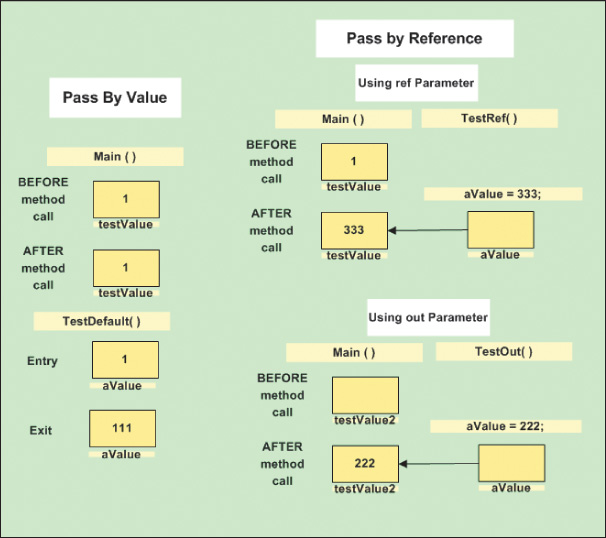 Pass By Value
Main ( )
BEFORE
method
call
1
testValue
AFTER
method
call
1
testValue
TestDefault( )
Entry
1
aValue
Exit
111
aValue
Pass by Reference
Using ref Parameter
Main ( )
TestRef( )
BEFORE
method
call
1
testValue
aValue = 333;
AFTER
method
call
333
testValue
aValue
Using out Parameter
Main ( )
TestOut( )
BEFORE
method
call
testValue2
aValue = 222;
AFTER
method
call
222
testValue2
aValue